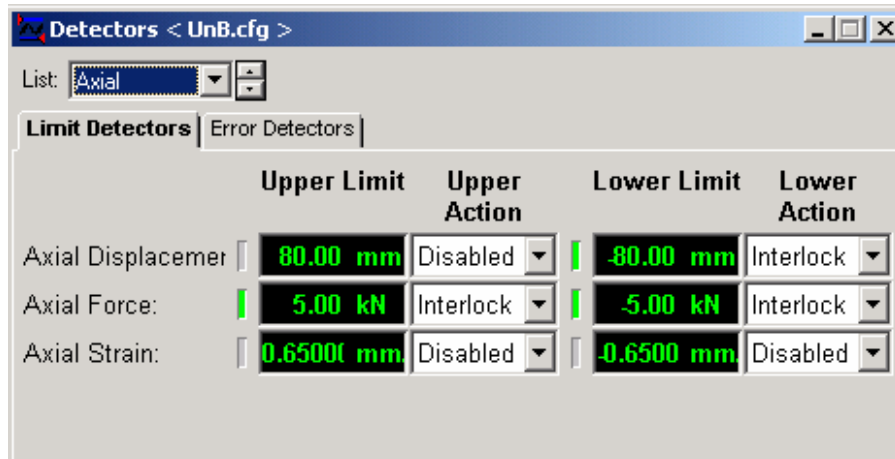 Detectors < UnB.cfg >
List: Axial
Limit Detectors Error Detectors
Upper Limit Upper Action Lower Limit Lower Action
Axial Displacemer 80.00 mm Disabled -80.00 mm Interlock
Axial Force: 5.00 kN Interlock -5.00 kN Interlock
Axial Strain: 0.6500( mm. Disabled -0.6500 mm. Disabled